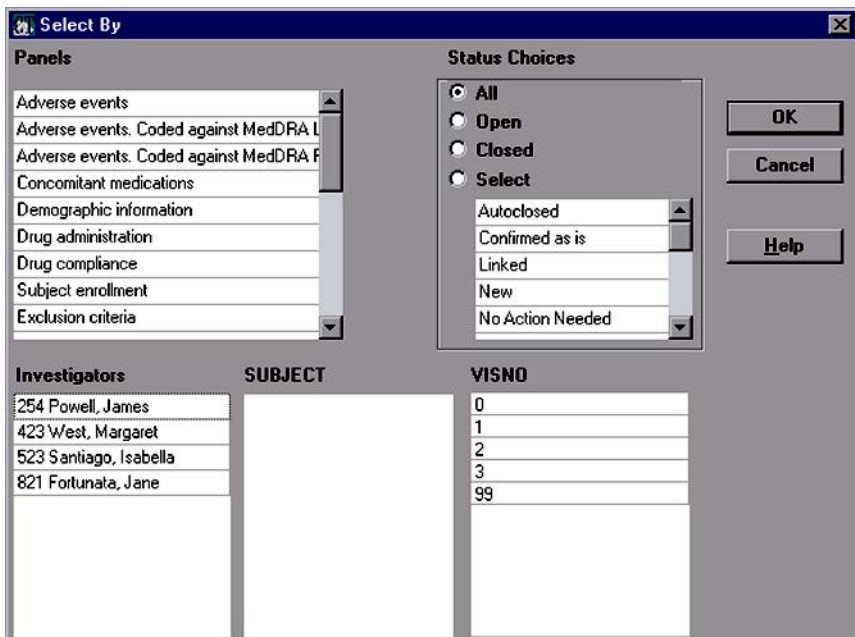 Select By
Panels
Adverse events
Adverse events. Coded against MedDRA L
Adverse events. Coded against MedDRA F
Concomitant medications
Demographic information
Drug administration
Drug compliance
Subject enrollment
Exclusion criteria
Status Choices
All
Open
Closed
Select
Autoclosed
Confirmed as is
Linked
New
No Action Needed
OK
Cancel
Help
Investigators
254 Powell, James
423 West, Margaret
523 Santiago, Isabella
821 Fortunata, Jane
SUBJECT
VISNO
0
1
2
3
99